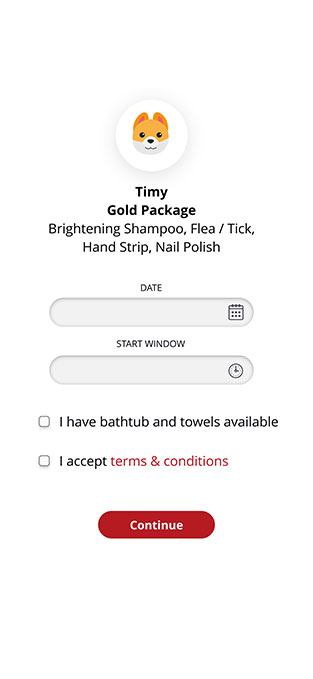 Timy
Gold Package
Brightening Shampoo, Flea / Tick,
Hand Strip, Nail Polish
DATE
START WINDOW
I have bathtub and towels available
I accept terms & conditions
Continue